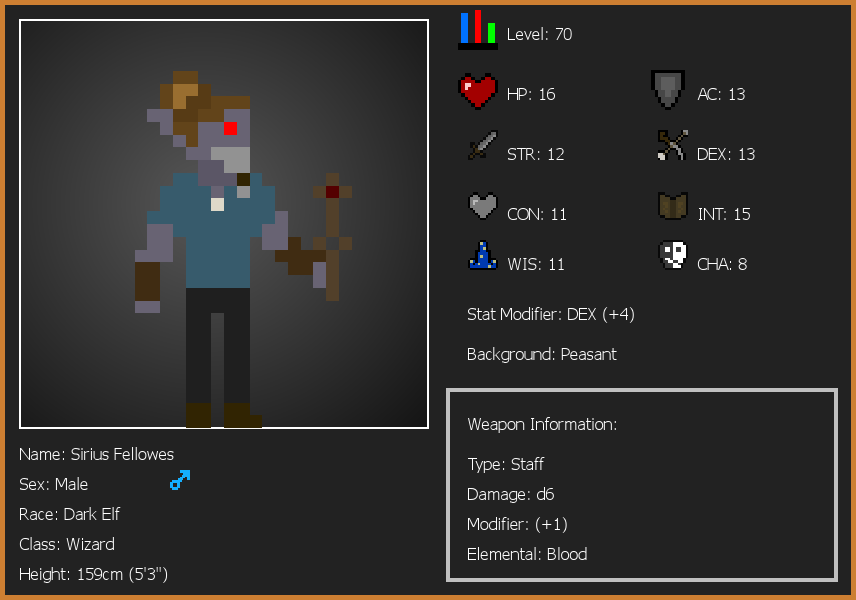 Level: 70
HP: 16
AC: 13
STR: 12
DEX: 13
CON: 11
INT: 15
WIS: 11
CHA: 8
Stat Modifier: DEX (+4)
Background: Peasant
Weapon Information:
Type: Staff
Damage: d6
Modifier: (+1)
Elemental: Blood
Name: Sirius Fellowes
Sex: Male
Race: Dark Elf
Class: Wizard
Height: 159cm (5'3")